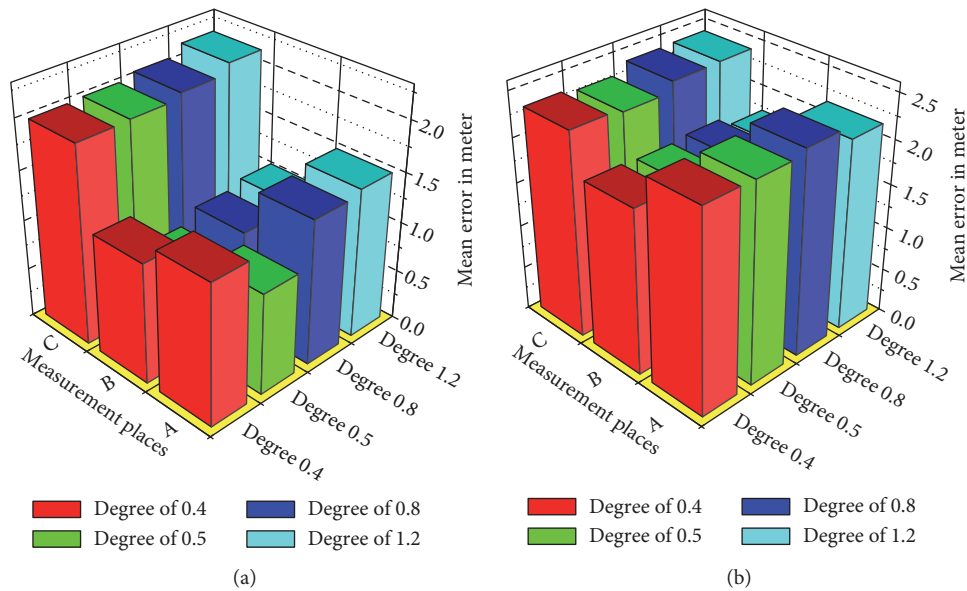 2.0
1.5
1.0
0.5
0.0
Mean error in meter
C
B
A
Measurement places
Degree 1.2
Degree 0.8
Degree 0.5
Degree 0.4
Degree of 0.4
Degree of 0.8
Degree of 0.5
Degree of 1.2
(a)
2.5
2.0
1.5
1.0
0.5
0.0
Mean error in meter
C
B
A
Measurement places
Degree 1.2
Degree 0.8
Degree 0.5
Degree 0.4
Degree of 0.4
Degree of 0.8
Degree of 0.5
Degree of 1.2
(b)